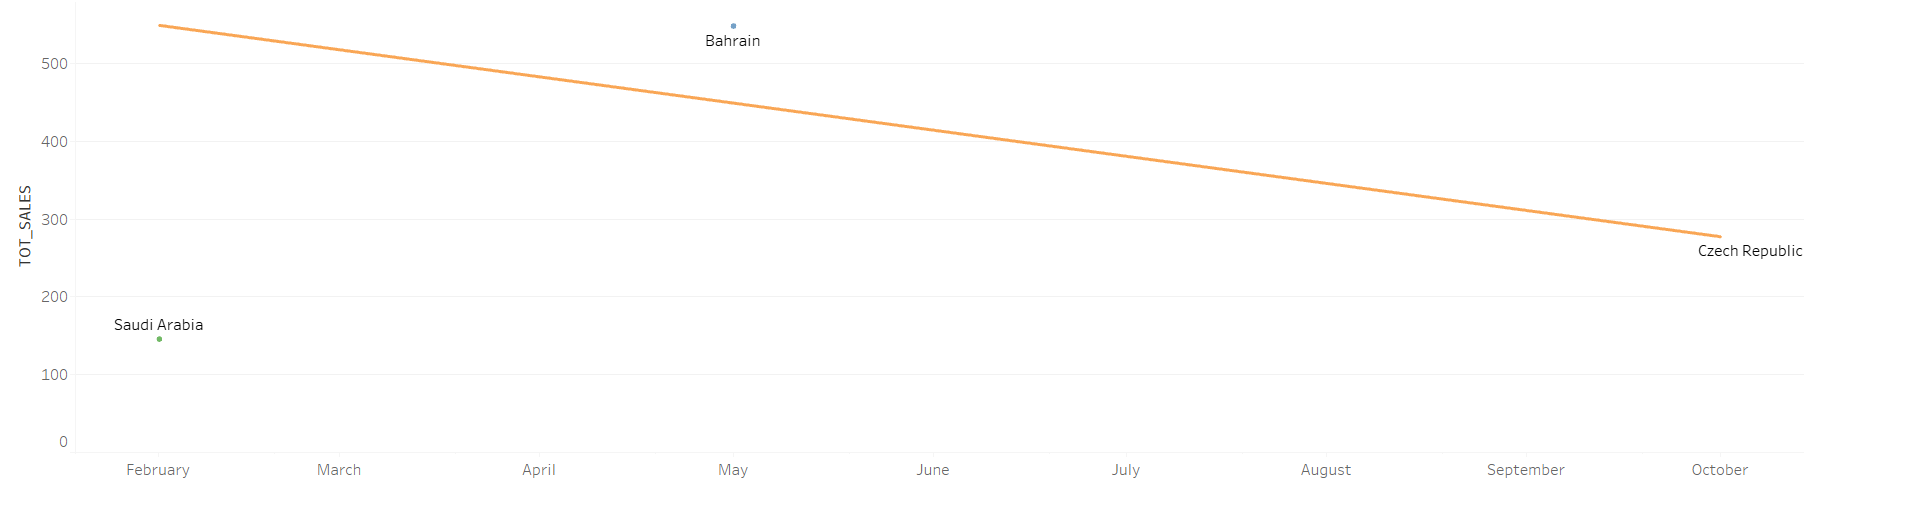 Bahrain
500
400
TOT_SALES
300
Czech Republic
200
Saudi Arabia
100
0
February March April May June July August September October